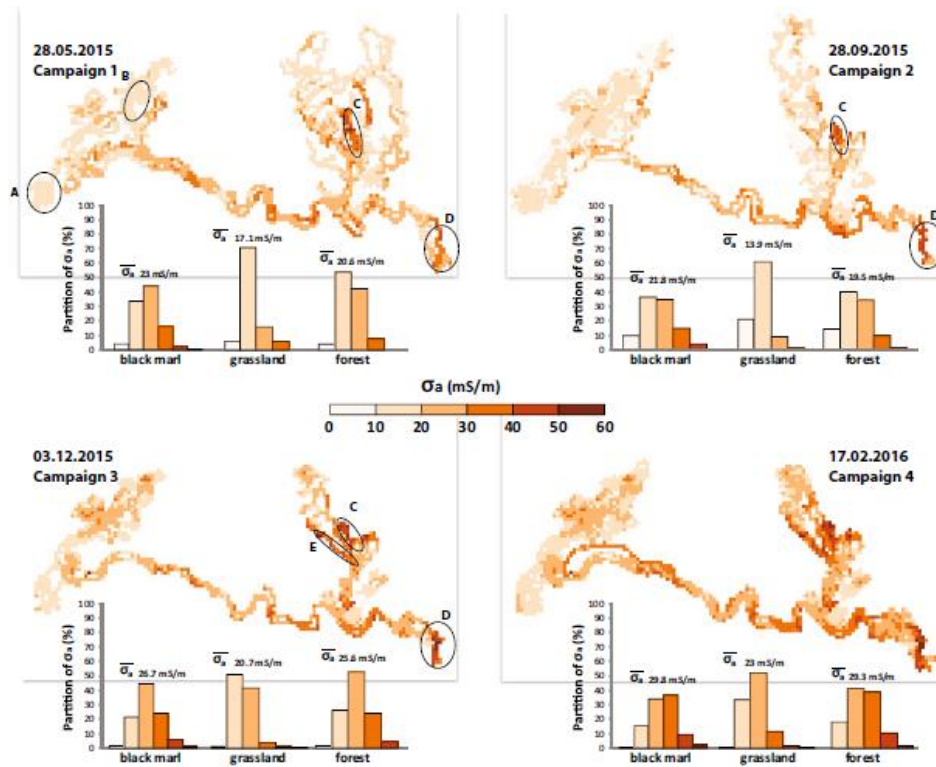 28.05.2015
Campaign 1
A
B
C
D
Partition of σa (%)
100
90
80
70
60
50
40
30
20
10
0
σa 23 mS/m
σa 17.1 mS/m
σa 20.6 mS/m
black marl grassland forest
28.09.2015
Campaign 2
C
D
Partition of σa (%)
100
90
80
70
60
50
40
30
20
10
0
σa 21.8 mS/m
σa 13.9 mS/m
σa 19.5 mS/m
black marl grassland forest
σa (mS/m)
0 10 20 30 40 50 60
03.12.2015
Campaign 3
C
E
D
Partition of σa (%)
100
90
80
70
60
50
40
30
20
10
0
σa 26.7 mS/m
σa 20.7 mS/m
σa 25.6 mS/m
black marl grassland forest
17.02.2016
Campaign 4
Partition of σa (%)
100
90
80
70
60
50
40
30
20
10
0
σa 29.8 mS/m
σa 23 mS/m
σa 29.3 mS/m
black marl grassland forest